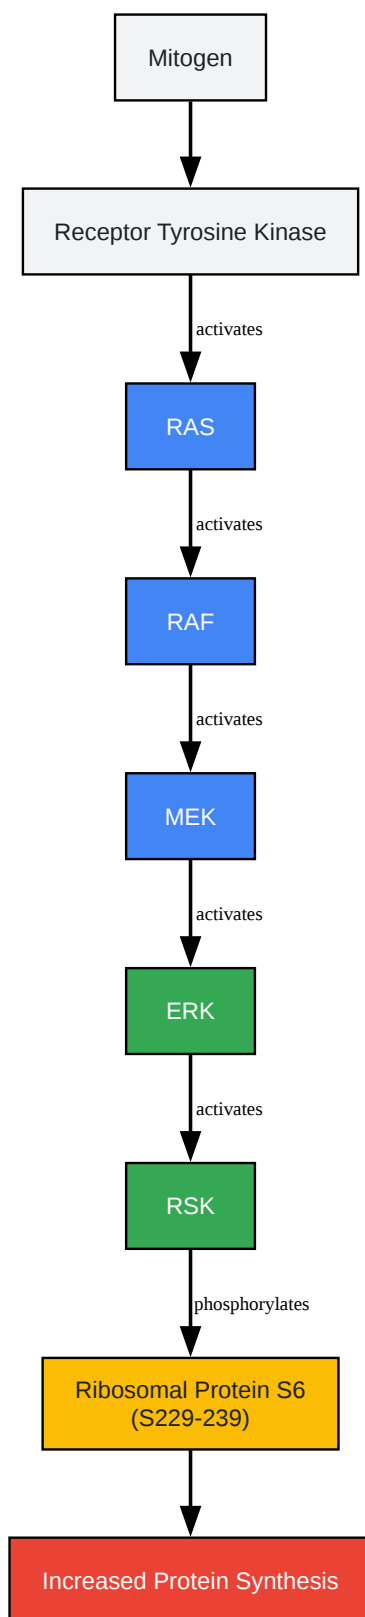 Mitogen
Receptor Tyrosine Kinase
activates
RAS
activates
RAF
activates
MEK
activates
ERK
activates
RSK
phosphorylates
Ribosomal Protein S6
(S229-239)
Increased Protein Synthesis